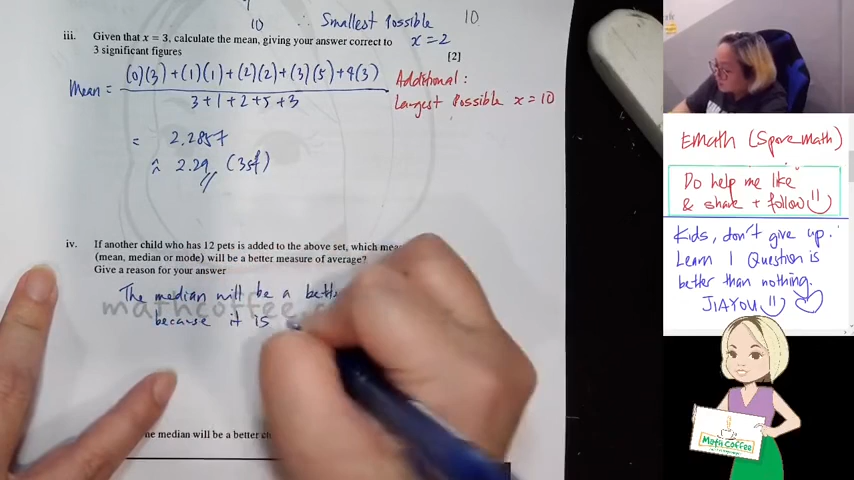 10 ∴ Smallest Possible 10
x = 2
iii. Given that x = 3, calculate the mean, giving your answer correct to
3 significant figures
[2]
Mean = (0)(3) + (1)(1) + (2)(2) + (3)(5) + 4(3)
3 + 1 + 2 + 5 + 3
= 2.2857
≈ 2.29 (3sf)
Additional:
Largest Possible x = 10
iv. If another child who has 12 pets is added to the above set, which
(mean, median or mode) will be a better measure of average?
Give a reason for your answer
The median will be a
because it is
mathcoffee
median will be a better
Emath (Spore math)
Do help me like
& share + follow
Kids, don't give up.
Learn 1 Question is
better than nothing.
JIAYOU
Math Coffee